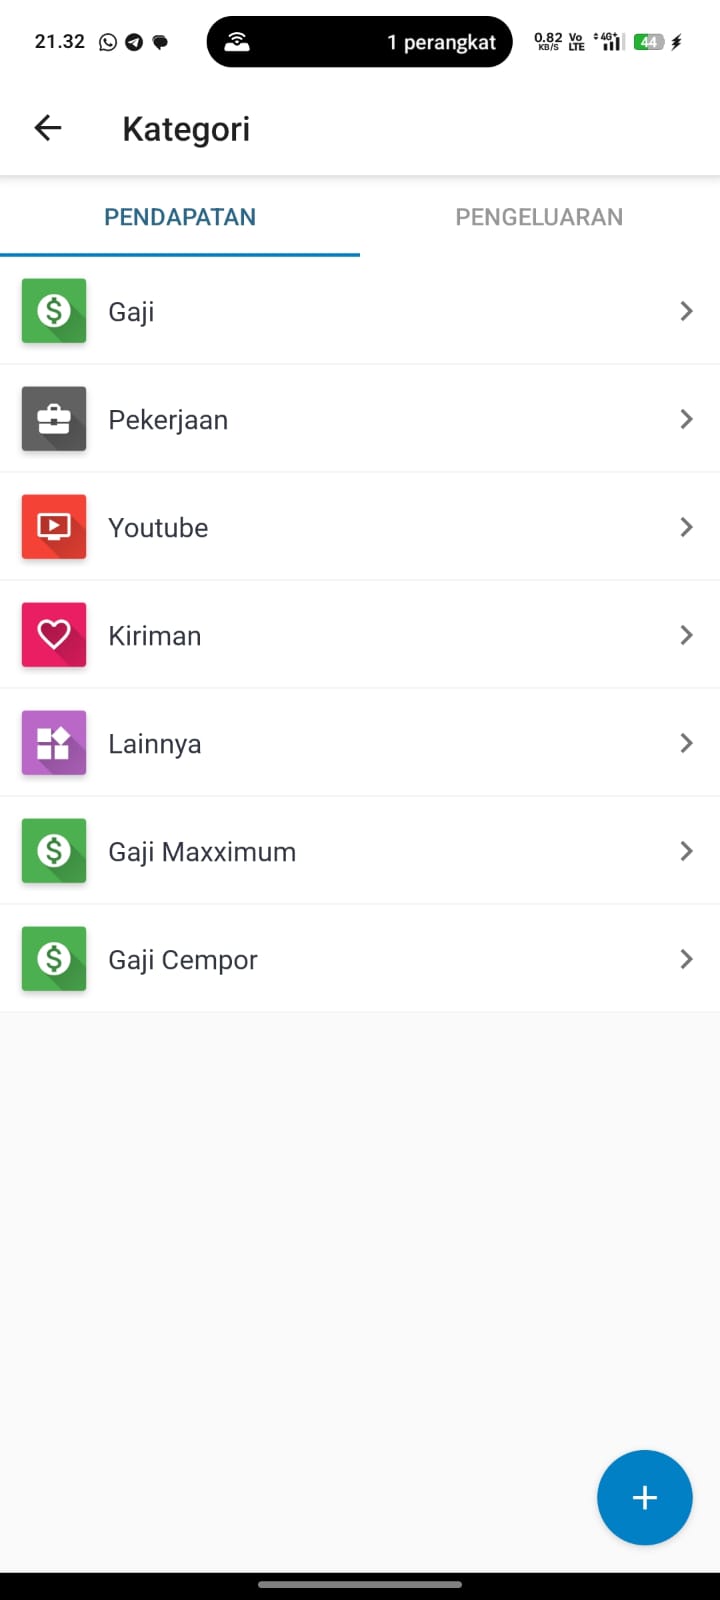 21.32
1 perangkat
0.82 KB/S
Vo LTE
4G+
44
Kategori
PENDAPATAN
PENGELUARAN
Gaji
Pekerjaan
Youtube
Kiriman
Lainnya
Gaji Maxximum
Gaji Cempor